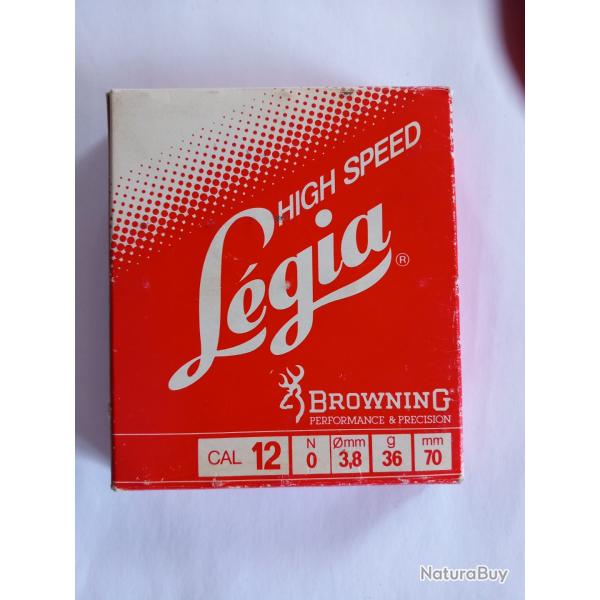 HIGH SPEED
Légia ®
BROWNING
PERFORMANCE & PRECISION
CAL 12 N 0 Ømm 3,8 g 36 mm 70
NaturaBuy